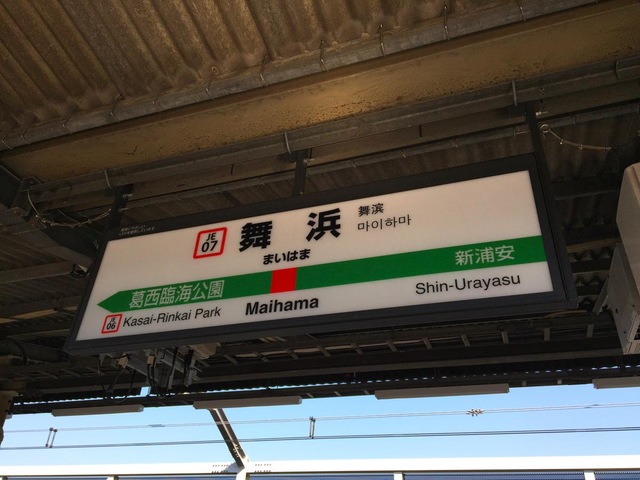 JE
07
舞浜
舞滨
마이하마
まいはま
葛西臨海公園
新浦安
JE
06
Kasai-Rinkai Park
Maihama
Shin-Urayasu